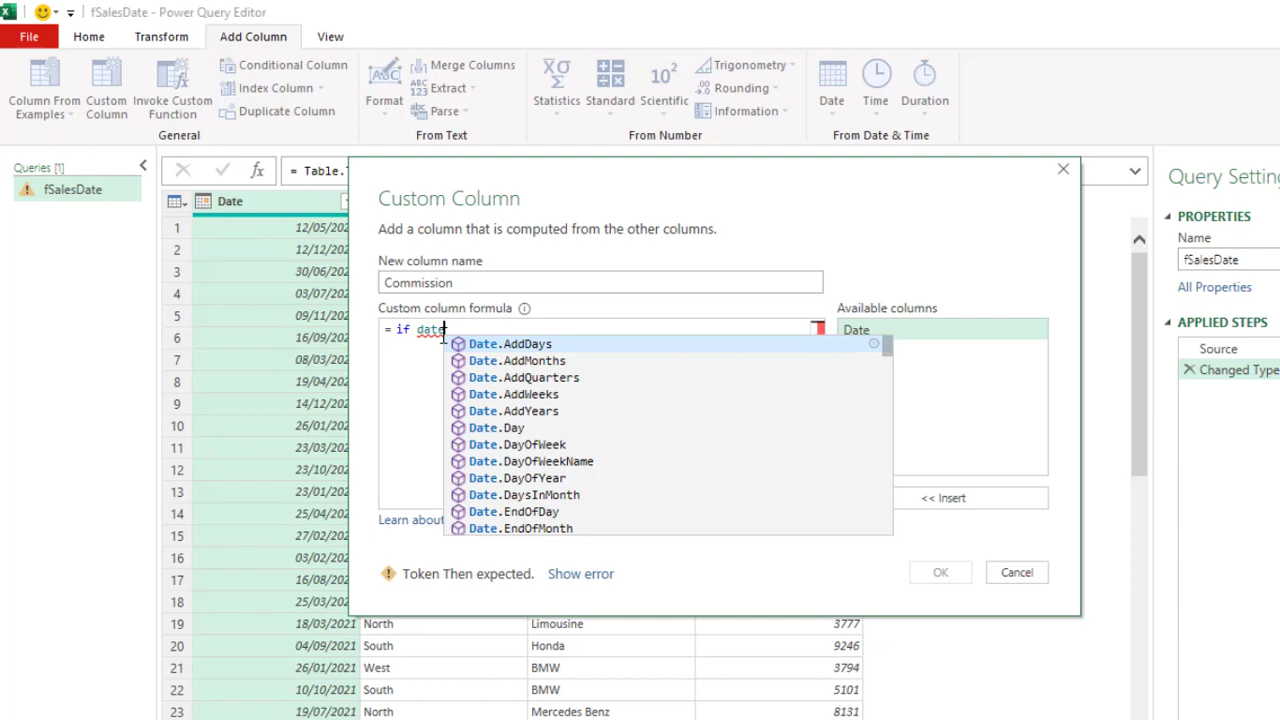 fSalesDate - Power Query Editor
File
Home
Transform
Add Column
View
Column From
Examples
Custom
Column
Invoke Custom
Function
Conditional Column
Index Column
Duplicate Column
General
Format
Merge Columns
Extract
Parse
From Text
Statistics
Standard
Scientific
Trigonometry
Rounding
Information
From Number
Date
Time
Duration
From Date & Time
Queries [1]
fSalesDate
= Table.
Date
1 12/05/202
2 12/12/202
3 30/06/202
4 03/07/202
5 09/11/202
6 16/09/202
7 08/03/202
8 19/04/202
9 14/12/202
10 26/01/202
11 23/03/202
12 23/10/202
13 23/01/202
14 25/04/202
15 27/02/202
16 03/02/202
17 16/08/202
18 25/03/202
19 18/03/2021 North Limousine 3777
20 04/09/2021 South Honda 9246
21 26/01/2021 West BMW 3794
22 10/10/2021 South BMW 5101
23 19/07/2021 North Mercedes Benz 8131
Custom Column
Add a column that is computed from the other columns.
New column name
Commission
Custom column formula
= if date
Date.AddDays
Date.AddMonths
Date.AddQuarters
Date.AddWeeks
Date.AddYears
Date.Day
Date.DayOfWeek
Date.DayOfWeekName
Date.DayOfYear
Date.DaysInMonth
Date.EndOfDay
Date.EndOfMonth
Available columns
Date
<< Insert
Learn about
Token Then expected.
Show error
OK
Cancel
Query Setting
PROPERTIES
Name
fSalesDate
All Properties
APPLIED STEPS
Source
Changed Type